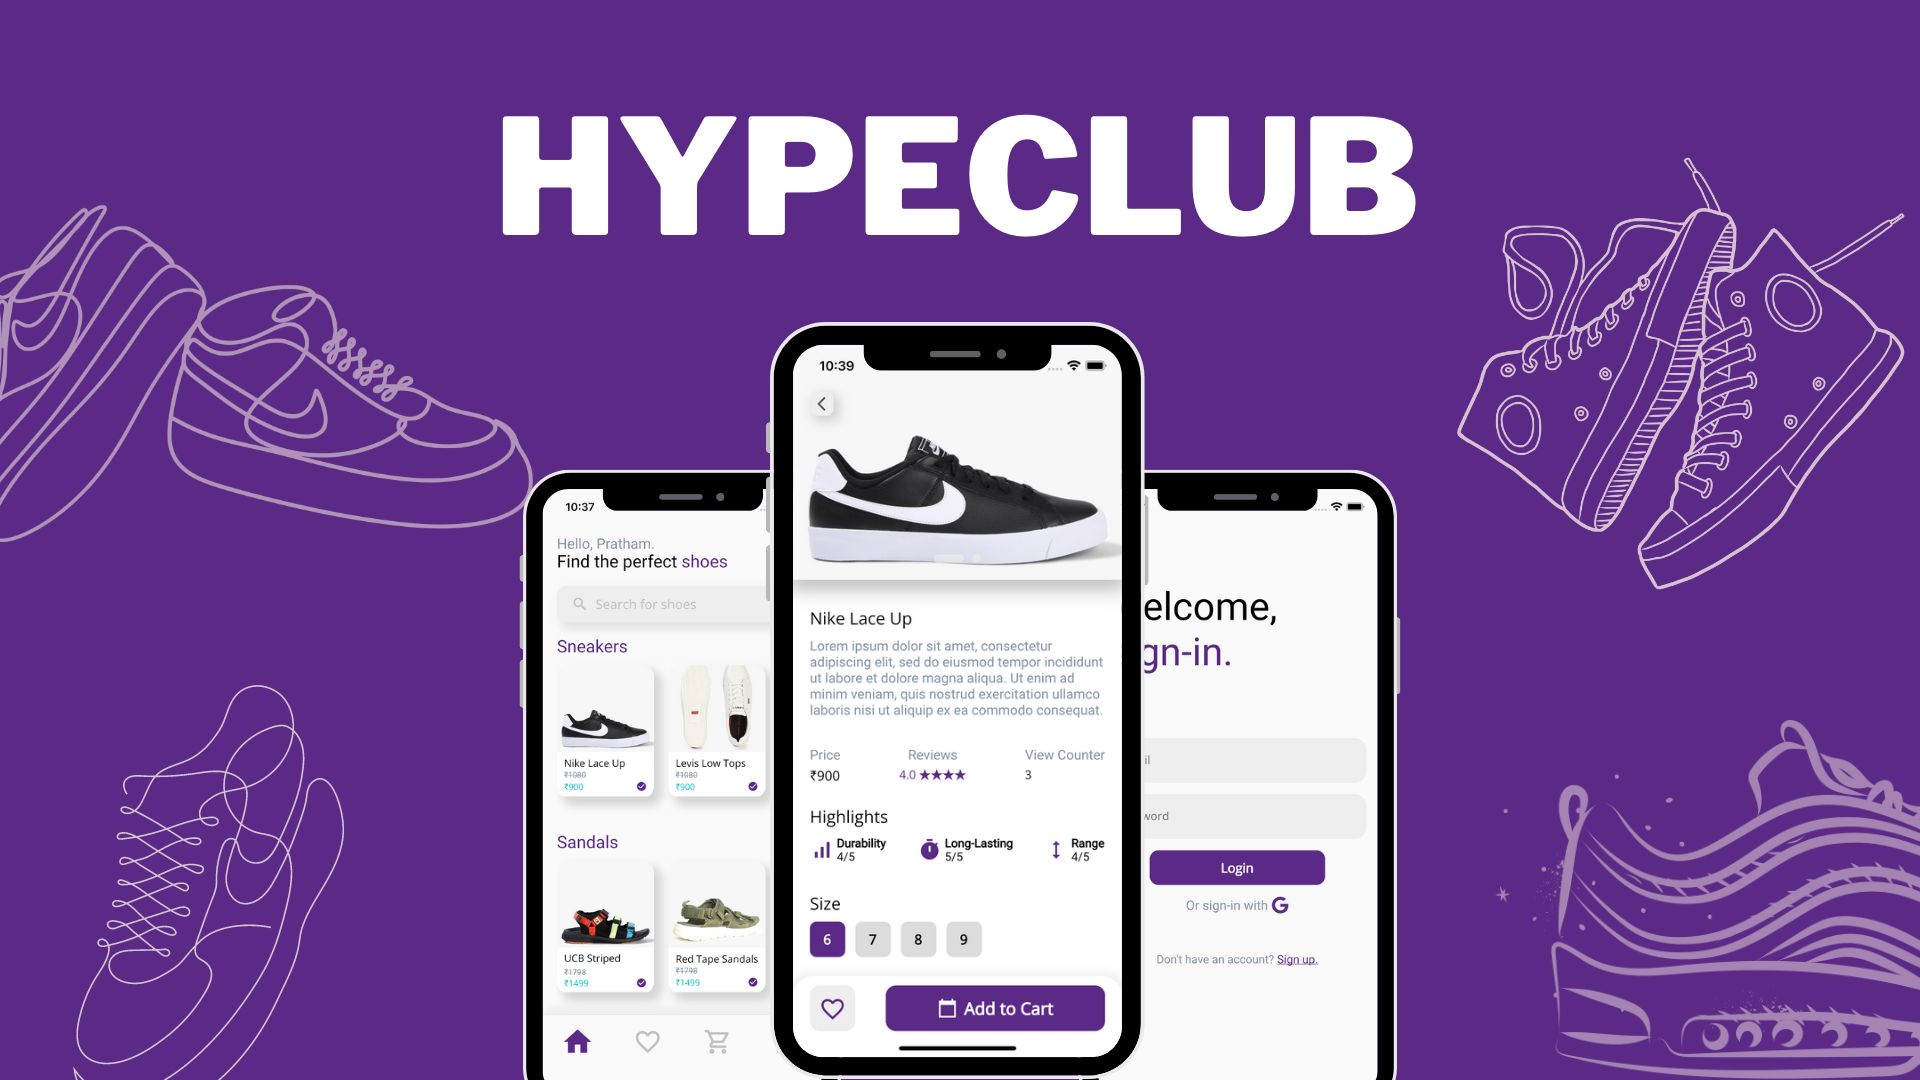 HYPECLUB
10:37
Hello, Pratham.
Find the perfect shoes
Search for shoes
Sneakers
Nike Lace Up
₹1080
₹900
Levis Low Tops
₹1080
₹900
Sandals
UCB Striped
₹1798
₹1499
Red Tape Sandals
₹1798
₹1499
10:39
Nike Lace Up
Lorem ipsum dolor sit amet, consectetur
adipiscing elit, sed do eiusmod tempor incididunt
ut labore et dolore magna aliqua. Ut enim ad
minim veniam, quis nostrud exercitation ullamco
laboris nisi ut aliquip ex ea commodo consequat.
Price Reviews View Counter
₹900 4.0 ★★★★ 3
Highlights
Durability Long-Lasting Range
4/5 5/5 4/5
Size
6 7 8 9
Add to Cart
elcome,
gn-in.
il
word
Login
Or sign-in with G
Don't have an account? Sign up.